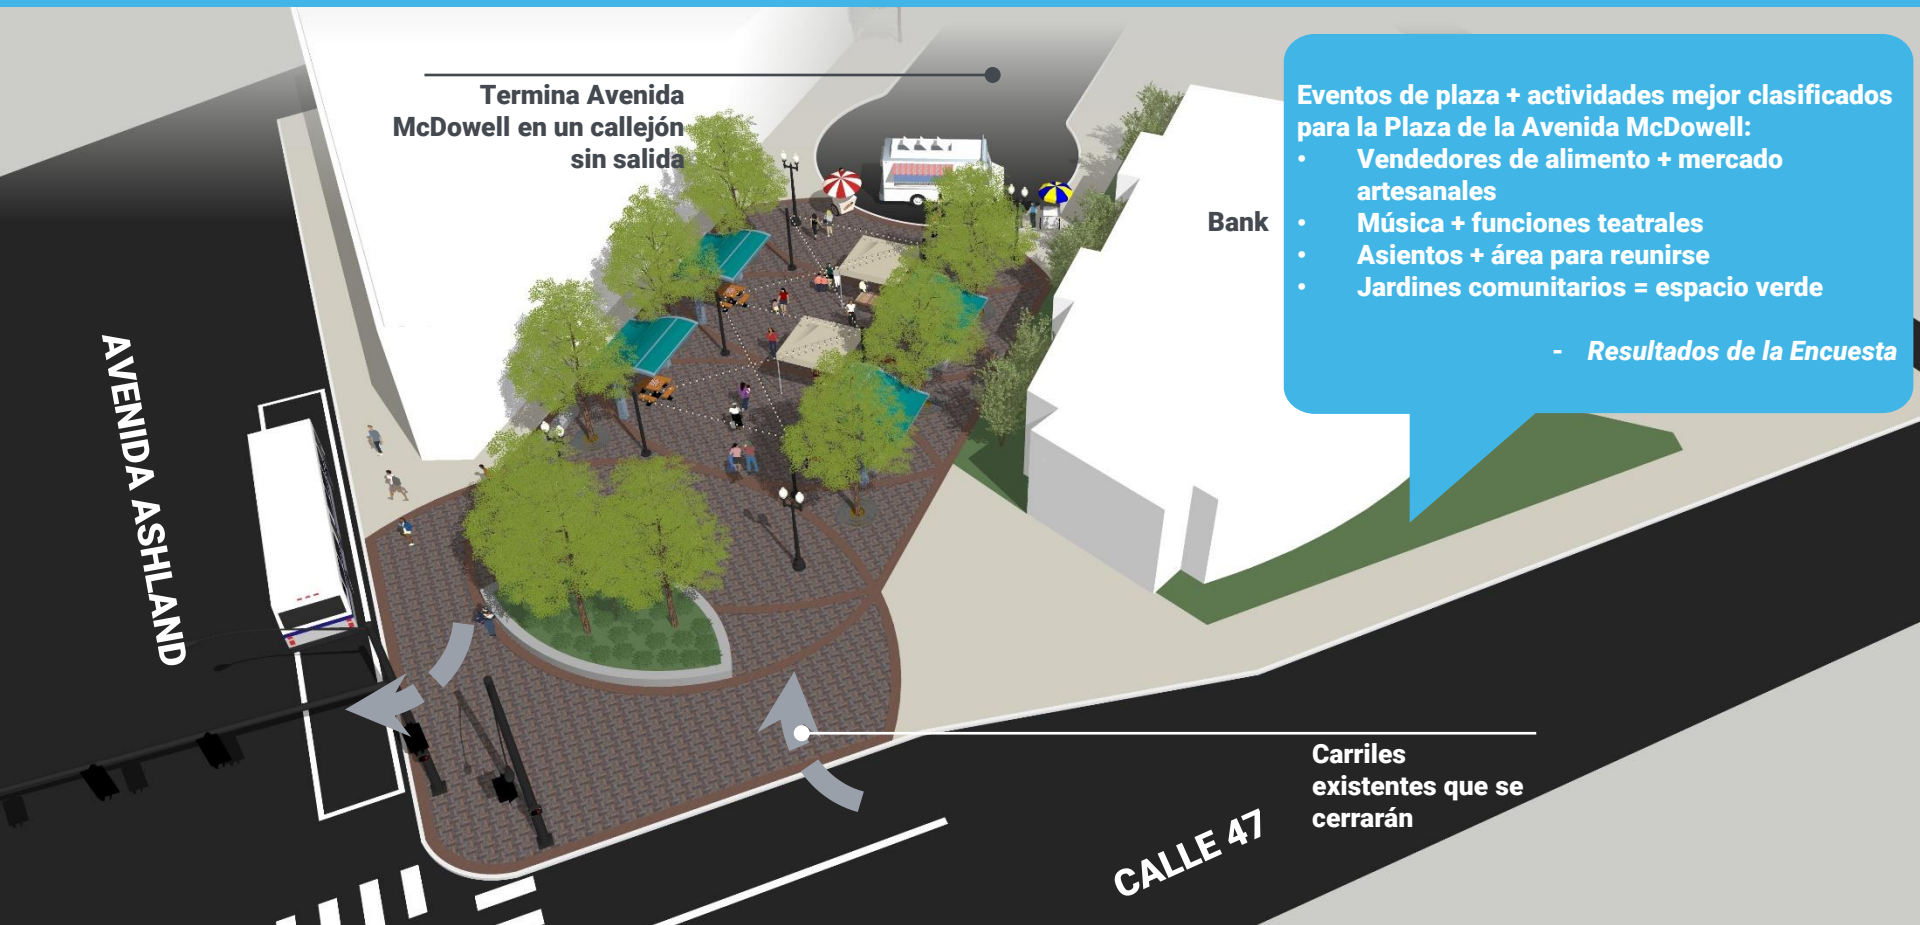 Termina Avenida
McDowell en un callejón
sin salida
Eventos de plaza + actividades mejor clasificados
para la Plaza de la Avenida McDowell:
• Vendedores de alimento + mercado
artesanales
• Música + funciones teatrales
• Asientos + área para reunirse
• Jardines comunitarios = espacio verde
- Resultados de la Encuesta
Bank
AVENIDA ASHLAND
Carriles
existentes que se
cerrarán
CALLE 47